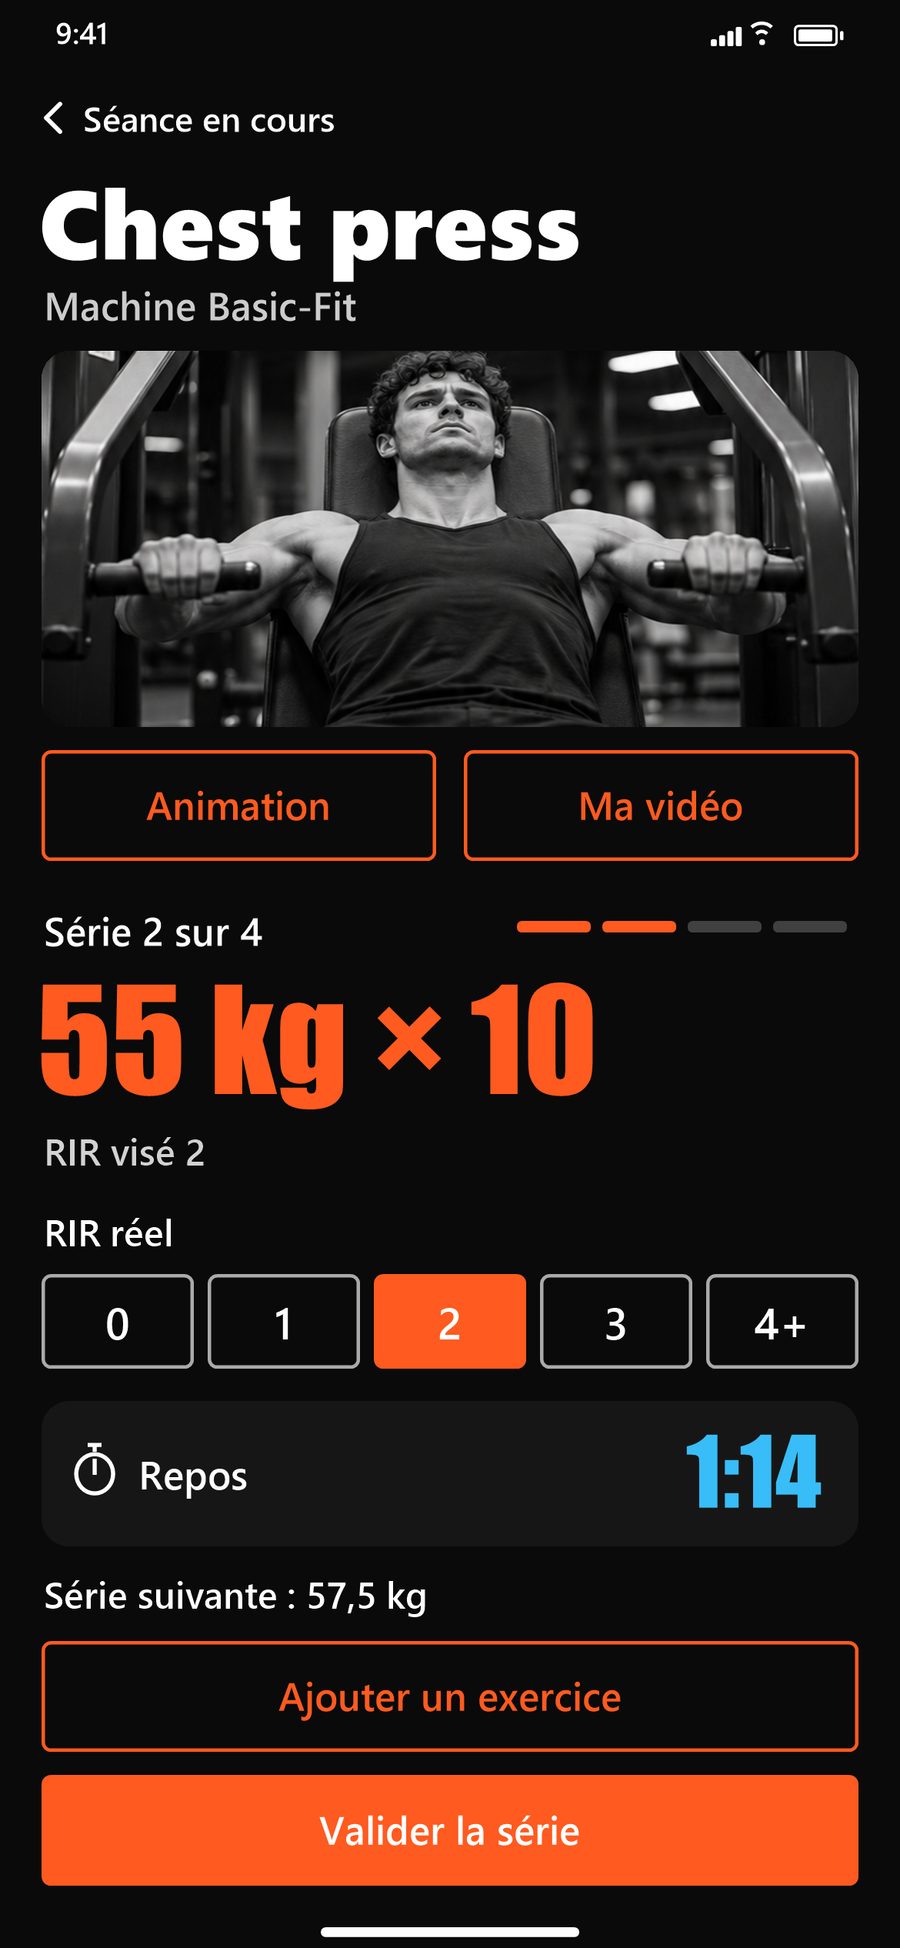 9:41
Séance en cours
Chest press
Machine Basic-Fit
Animation
Ma vidéo
Série 2 sur 4
55 kg × 10
RIR visé 2
RIR réel
0
1
2
3
4+
Repos
1:14
Série suivante : 57,5 kg
Ajouter un exercice
Valider la série